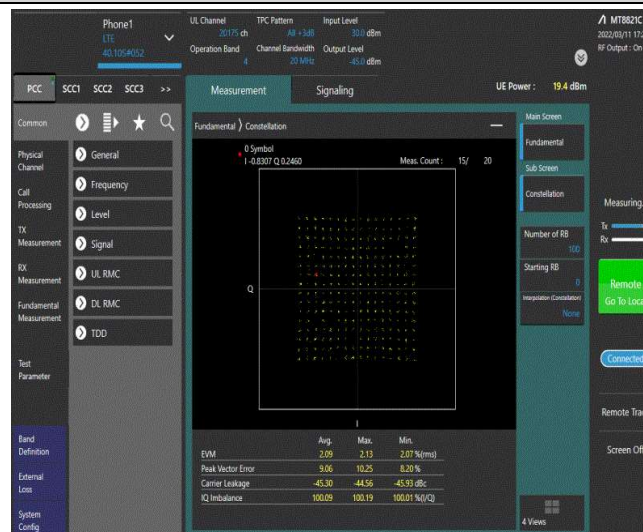 Phone1
LTE
40.105#052
UL Channel
20175 ch
TPC Pattern
All +3dB
Input Level
30.0 dBm
Operation Band
4
Channel Bandwidth
20 MHz
Output Level
-45.0 dBm
MT8821C
2022/03/11 17:2
RF Output : On
PCC SCC1 SCC2 SCC3 >>
Measurement Signaling
UE Power : 19.4 dBm
Common
Physical
Channel
Call
Processing
TX
Measurement
RX
Measurement
Fundamental
Measurement
Test
Parameter
Band
Definition
External
Loss
System
Config
General
Frequency
Level
Signal
UL RMC
DL RMC
TDD
Fundamental > Constellation
0 Symbol
I -0.8307 Q 0.2460
Meas. Count : 15/ 20
Q
I
Avg. Max. Min.
EVM 2.09 2.13 2.07 %(rms)
Peak Vector Error 9.06 10.25 8.20 %
Carrier Leakage -45.30 -44.56 -45.93 dBc
IQ Imbalance 100.09 100.19 100.01 %(I/Q)
Main Screen
Fundamental
Sub Screen
Constellation
Number of RB
100
Starting RB
0
Interpolation (Constellation)
None
4 Views
Measuring.
Tx
Rx
Remote
Go To Loca
Connected
Remote Tra
Screen Off